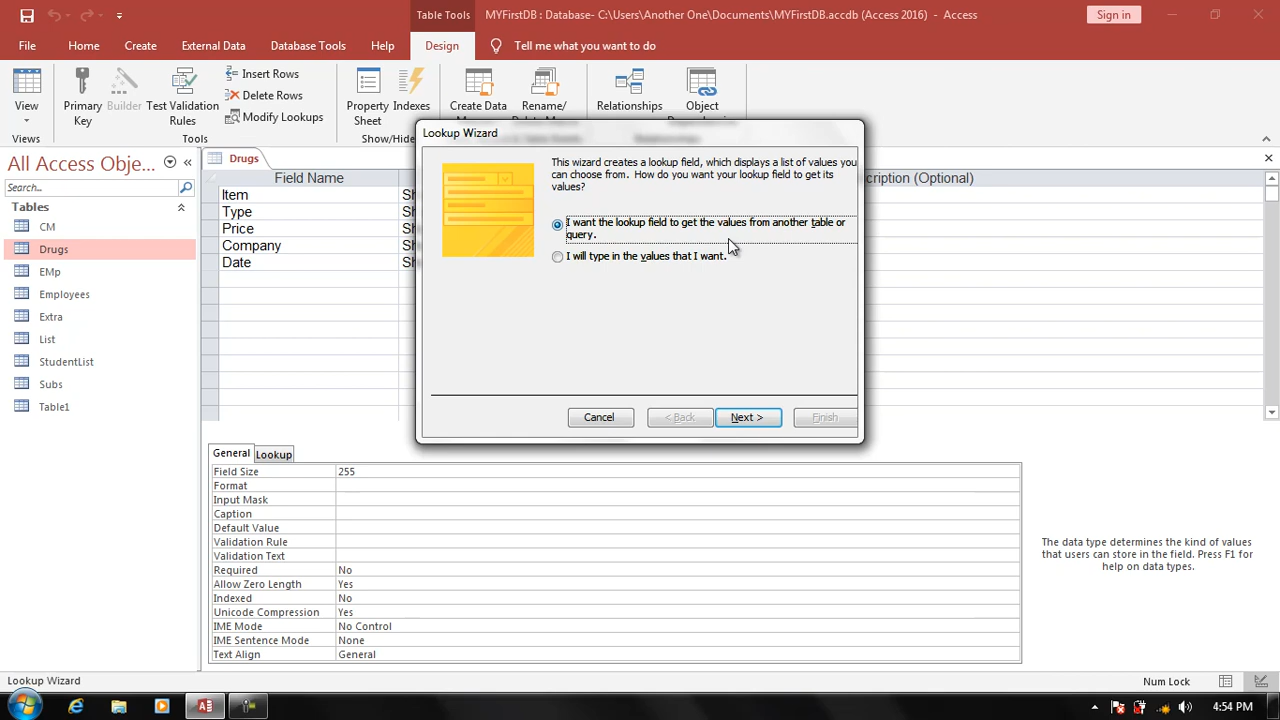 Table Tools
MYFirstDB : Database- C:\Users\Another One\Documents\MYFirstDB.accdb (Access 2016) - Access
Sign in
File
Home
Create
External Data
Database Tools
Help
Design
Tell me what you want to do
View
Primary Key
Builder
Test Validation Rules
Insert Rows
Delete Rows
Modify Lookups
Property Sheet
Indexes
Create Data
Rename/
Relationships
Object
Views
Tools
Show/Hide
All Access Obje...
Search...
Tables
CM
Drugs
EMp
Employees
Extra
List
StudentList
Subs
Table1
Drugs
Field Name
cription (Optional)
Item
Sh
Type
Sh
Price
Sh
Company
Sh
Date
Sh
Lookup Wizard
This wizard creates a lookup field, which displays a list of values you
can choose from. How do you want your lookup field to get its
values?
I want the lookup field to get the values from another table or
query.
I will type in the values that I want.
Cancel
< Back
Next >
Finish
General
Lookup
Field Size 255
Format
Input Mask
Caption
Default Value
Validation Rule
Validation Text
Required No
Allow Zero Length Yes
Indexed No
Unicode Compression Yes
IME Mode No Control
IME Sentence Mode None
Text Align General
The data type determines the kind of values
that users can store in the field. Press F1 for
help on data types.
Lookup Wizard
Num Lock
4:54 PM